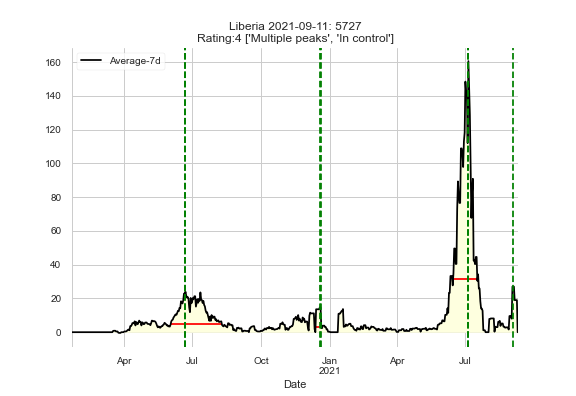 Liberia 2021-09-11: 5727
Rating:4 ['Multiple peaks', 'In control']
Average-7d
160
140
120
100
80
60
40
20
0
Apr
Jul
Oct
Jan
2021
Apr
Jul
Date